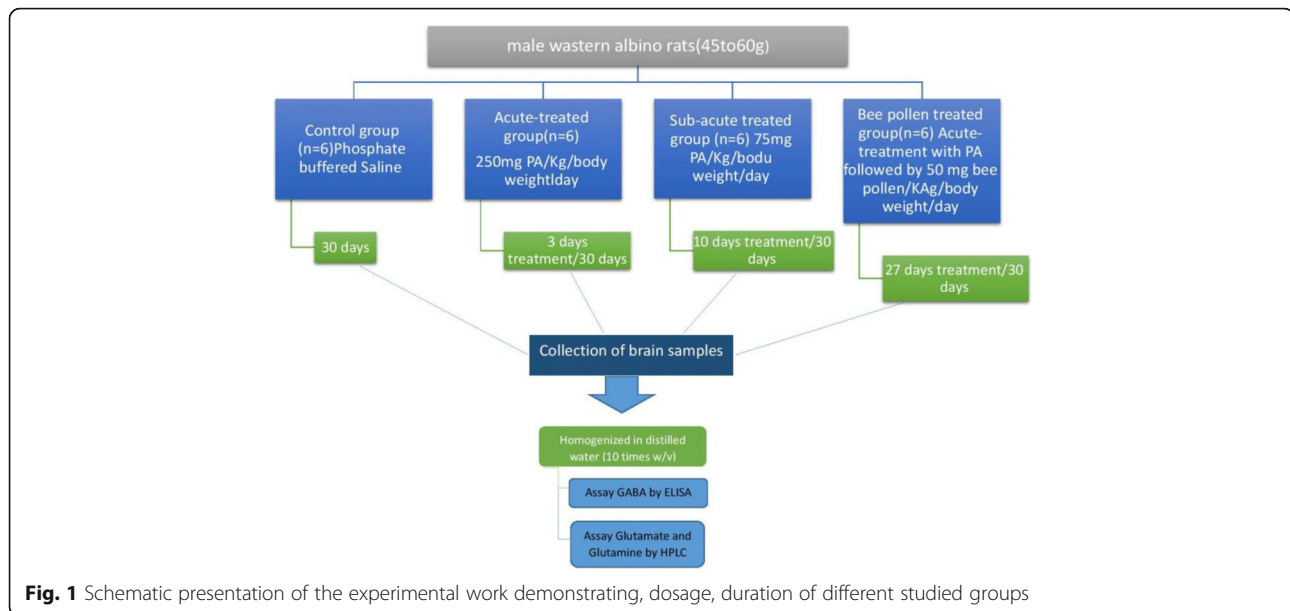 male wastern albino rats(45to60g)
Control group
(n=6)Phosphate
buffered Saline
Acute-treated
group(n=6)
250mg PA/Kg/body
weightlday
Sub-acute treated
group (n=6) 75mg
PA/Kg/bodu
weight/day
Bee pollen treated
group(n=6) Acute-
treatment with PA
followed by 50 mg bee
pollen/KAg/body
weight/day
30 days
3 days
treatment/30 days
10 days treatment/30
days
27 days treatment/30
days
Collection of brain samples
Homogenized in distilled
water (10 times w/v)
Assay GABA by ELISA
Assay Glutamate and
Glutamine by HPLC
Fig. 1 Schematic presentation of the experimental work demonstrating, dosage, duration of different studied groups